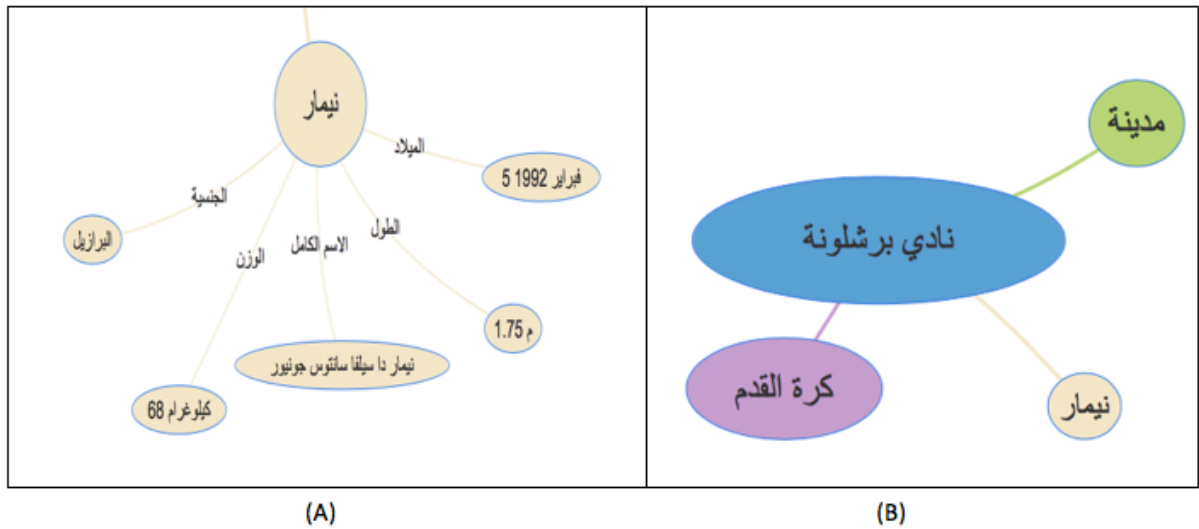 نيمار
الميلاد
5 فبراير 1992
الجنسية
البرازيل
الطول
الاسم الكامل
الوزن
1.75 م
نيمار دا سيلفا سانتوس جونيور
68 كيلوغرام
(A)
مدينة
نادي برشلونة
كرة القدم
نيمار
(B)